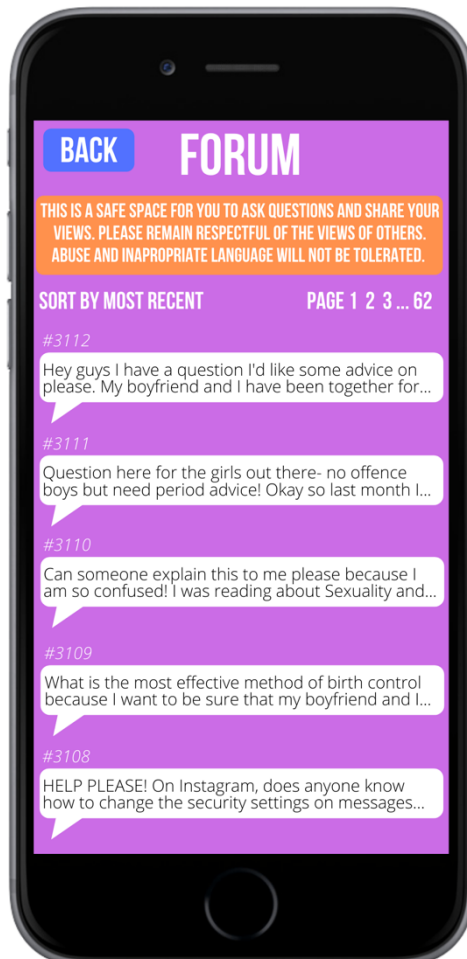 BACK
FORUM
THIS IS A SAFE SPACE FOR YOU TO ASK QUESTIONS AND SHARE YOUR
VIEWS. PLEASE REMAIN RESPECTFUL OF THE VIEWS OF OTHERS.
ABUSE AND INAPROPRIATE LANGUAGE WILL NOT BE TOLERATED.
SORT BY MOST RECENT
PAGE 1 2 3 ... 62
#3112
Hey guys I have a question I'd like some advice on
please. My boyfriend and I have been together for...
#3111
Question here for the girls out there- no offence
boys but need period advice! Okay so last month I...
#3110
Can someone explain this to me please because I
am so confused! I was reading about Sexuality and...
#3109
What is the most effective method of birth control
because I want to be sure that my boyfriend and I...
#3108
HELP PLEASE! On Instagram, does anyone know
how to change the security settings on messages...